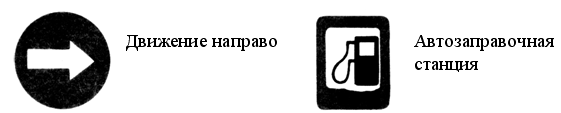 Движение направо
Автозаправочная
станция